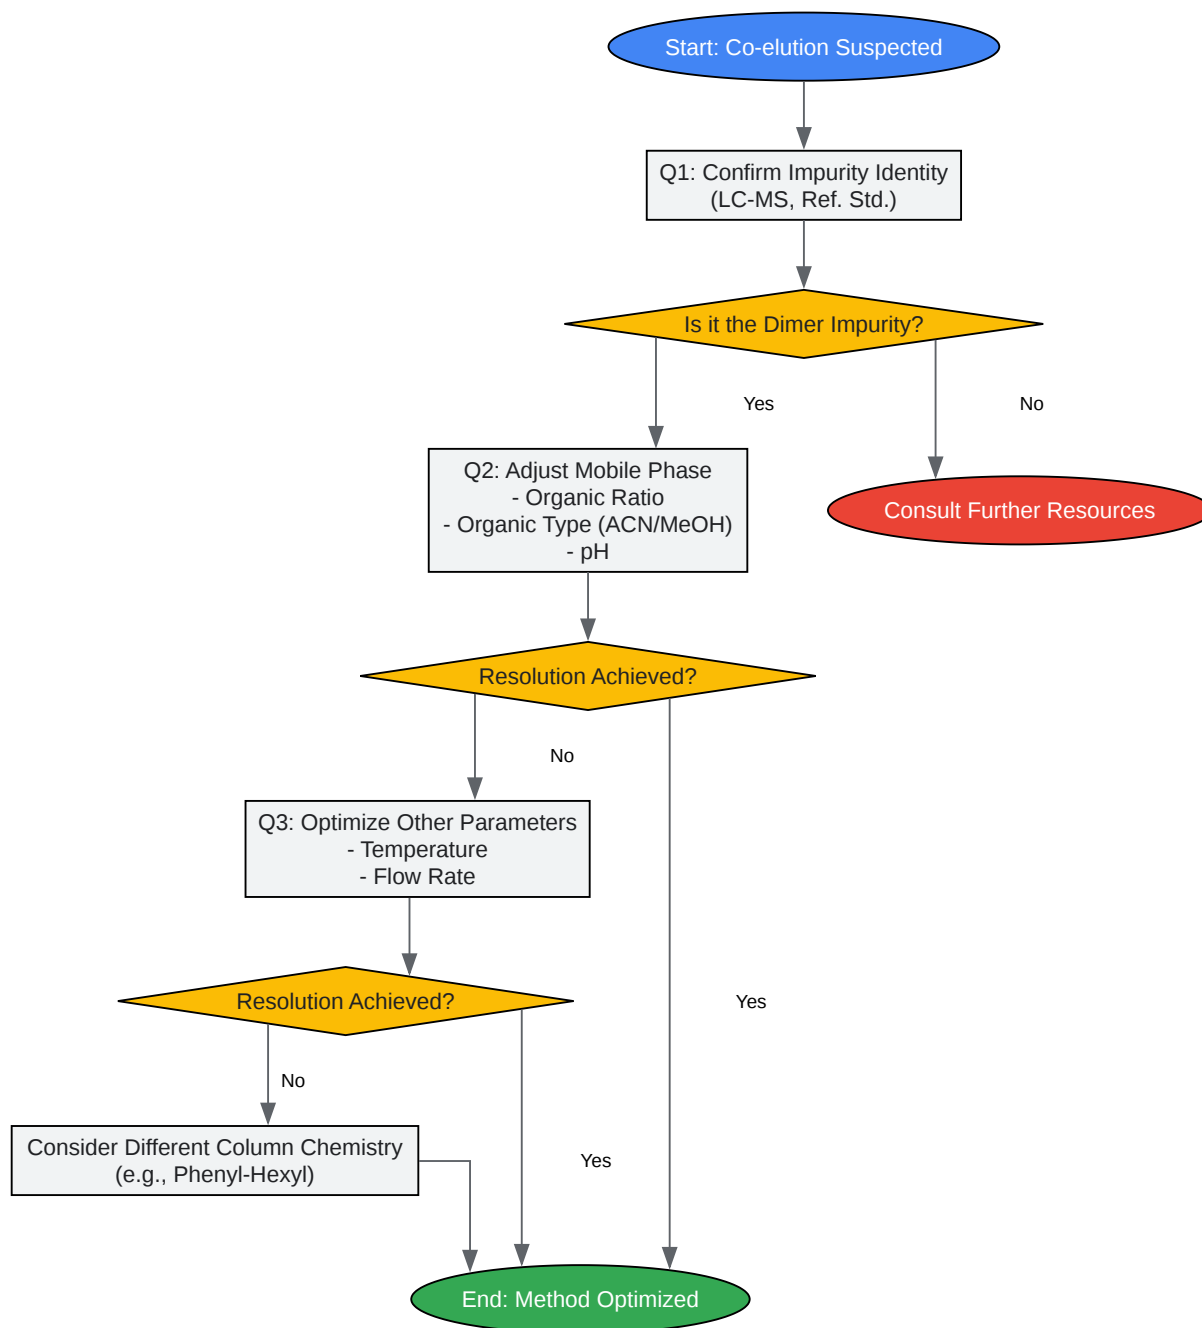 Start: Co-elution Suspected
Q1: Confirm Impurity Identity
(LC-MS, Ref. Std.)
Is it the Dimer Impurity?
Yes
No
Q2: Adjust Mobile Phase
- Organic Ratio
- Organic Type (ACN/MeOH)
- pH
Consult Further Resources
Resolution Achieved?
No
Q3: Optimize Other Parameters
- Temperature
- Flow Rate
Resolution Achieved?
Yes
No
Consider Different Column Chemistry
(e.g., Phenyl-Hexyl)
Yes
End: Method Optimized